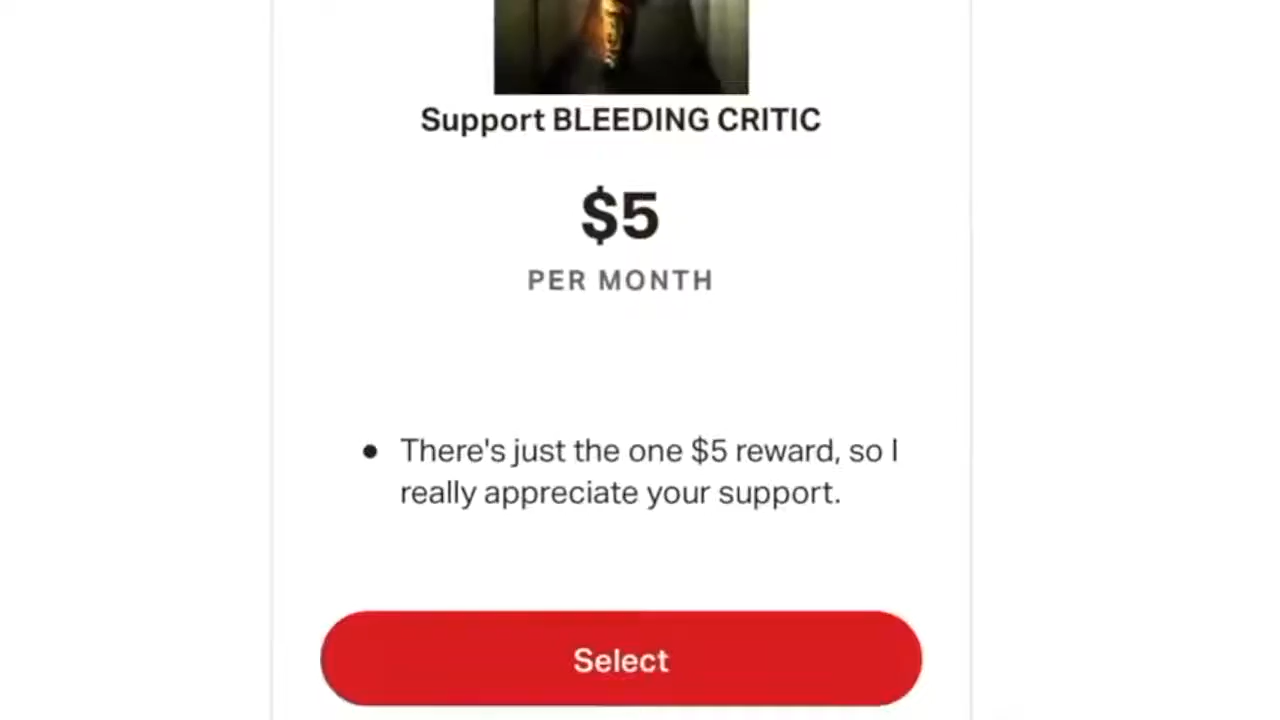 Support BLEEDING CRITIC
$5
PER MONTH
• There's just the one $5 reward, so I
really appreciate your support.
Select